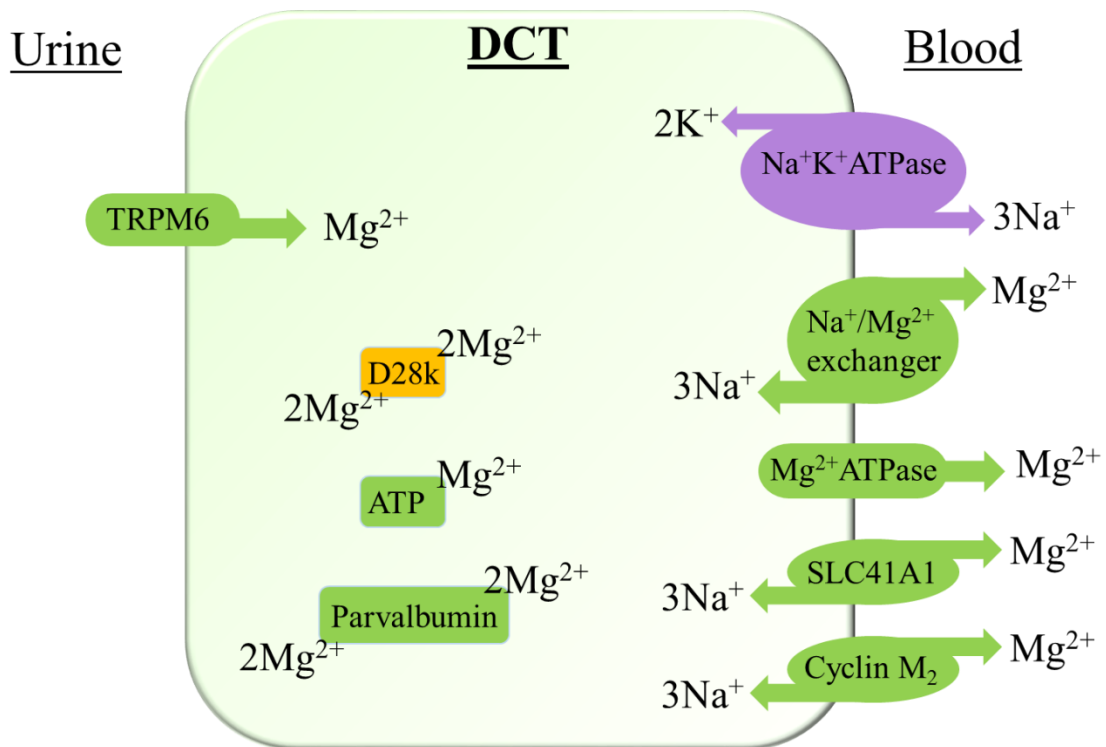 Urine
DCT
Blood
2K⁺
Na⁺K⁺ATPase
3Na⁺
TRPM6
Mg²⁺
Mg²⁺
Na⁺/Mg²⁺
exchanger
3Na⁺
2Mg²⁺
D28k
2Mg²⁺
Mg²⁺
ATP
Mg²⁺ATPase
Mg²⁺
2Mg²⁺
Parvalbumin
2Mg²⁺
Mg²⁺
SLC41A1
3Na⁺
Mg²⁺
Cyclin M₂
3Na⁺